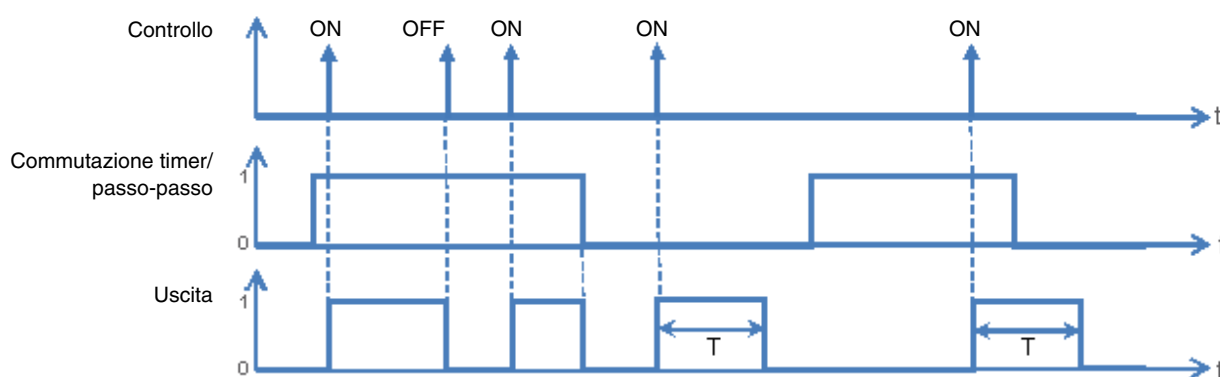 Controllo
ON OFF ON ON ON
t
Commutazione timer/
passo-passo
1
0
Uscita
1
T T
0
t